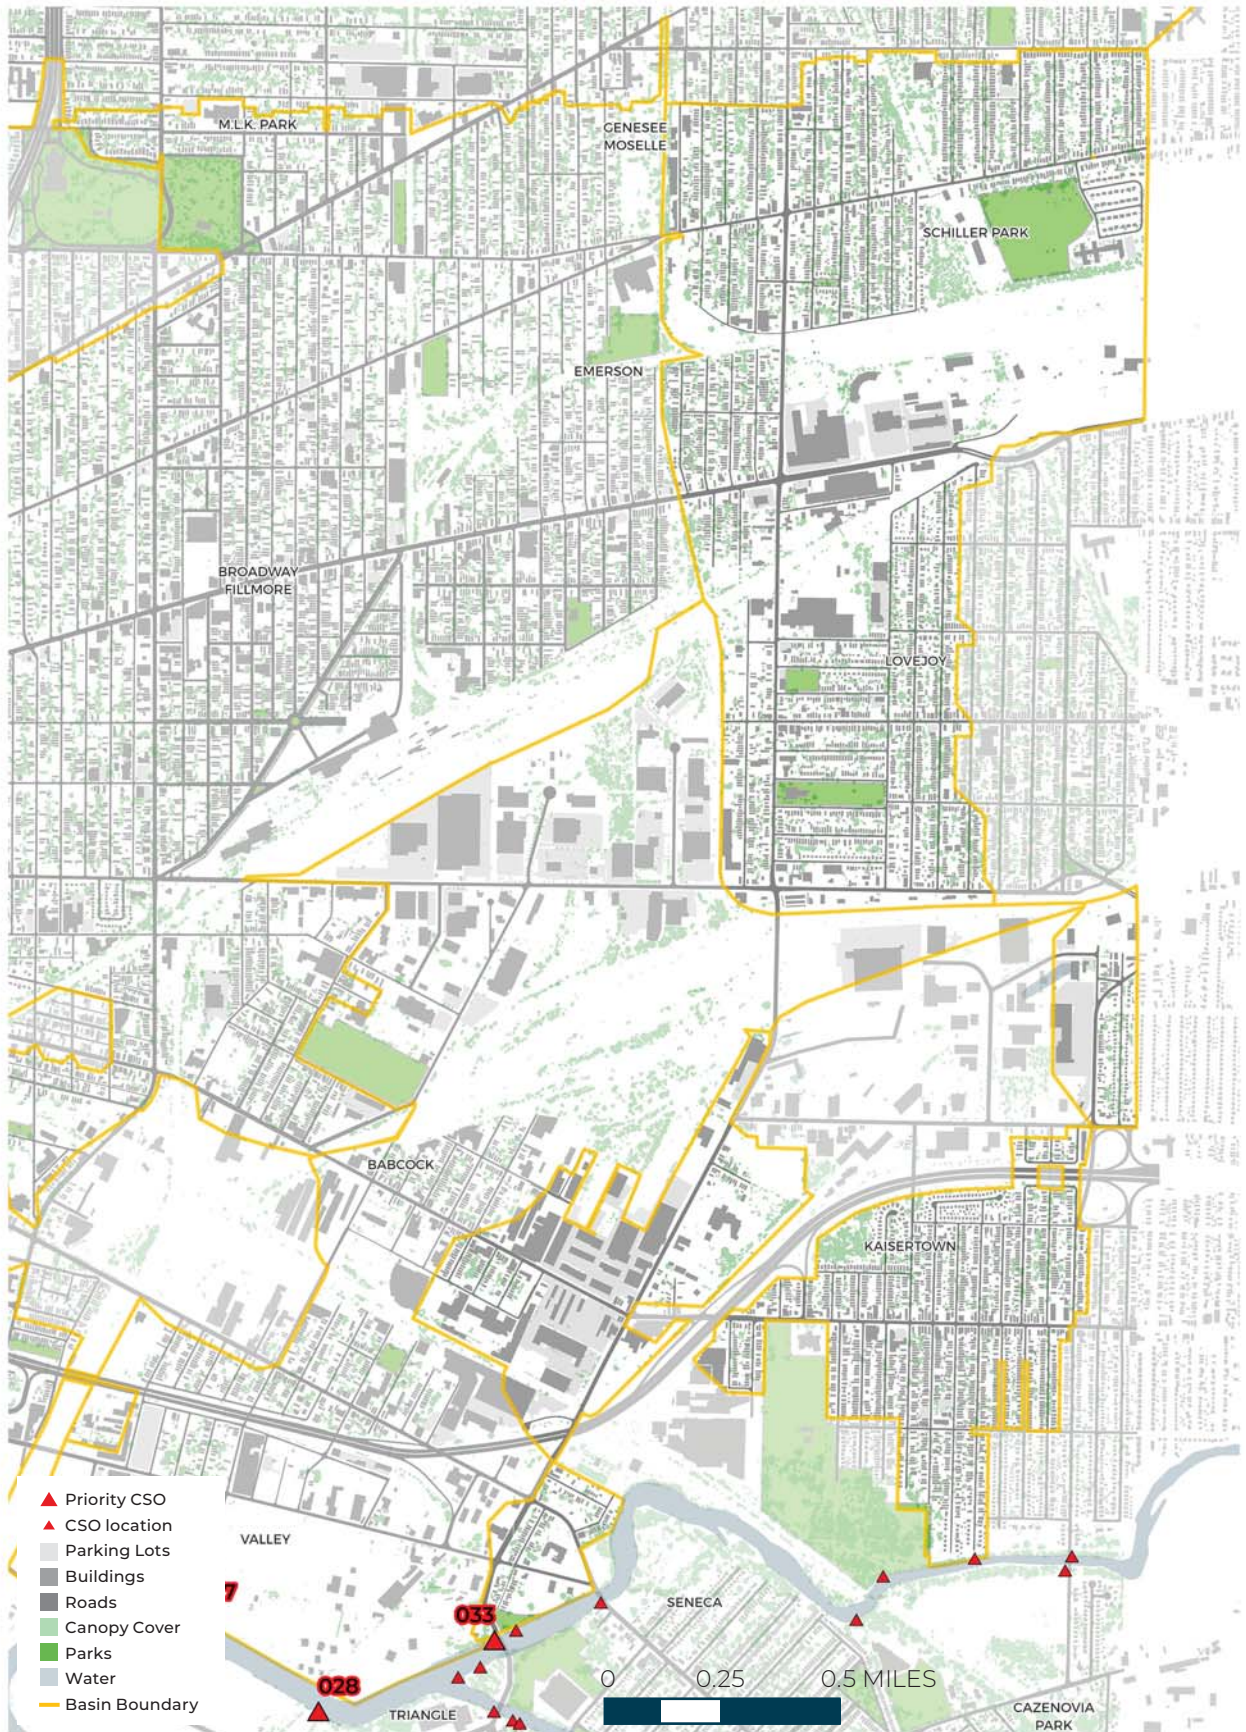 M.L.K. PARK
GENESEE
MOSELLE
SCHILLER PARK
EMERSON
BROADWAY
FILLMORE
LOVEJOY
BABCOCK
KAISERTOWN
Priority CSO
CSO location
Parking Lots
Buildings
Roads
Canopy Cover
Parks
Water
Basin Boundary
VALLEY
7
033
028
SENECA
TRIANGLE
0 0.25 0.5 MILES
CAZENOVIA
PARK